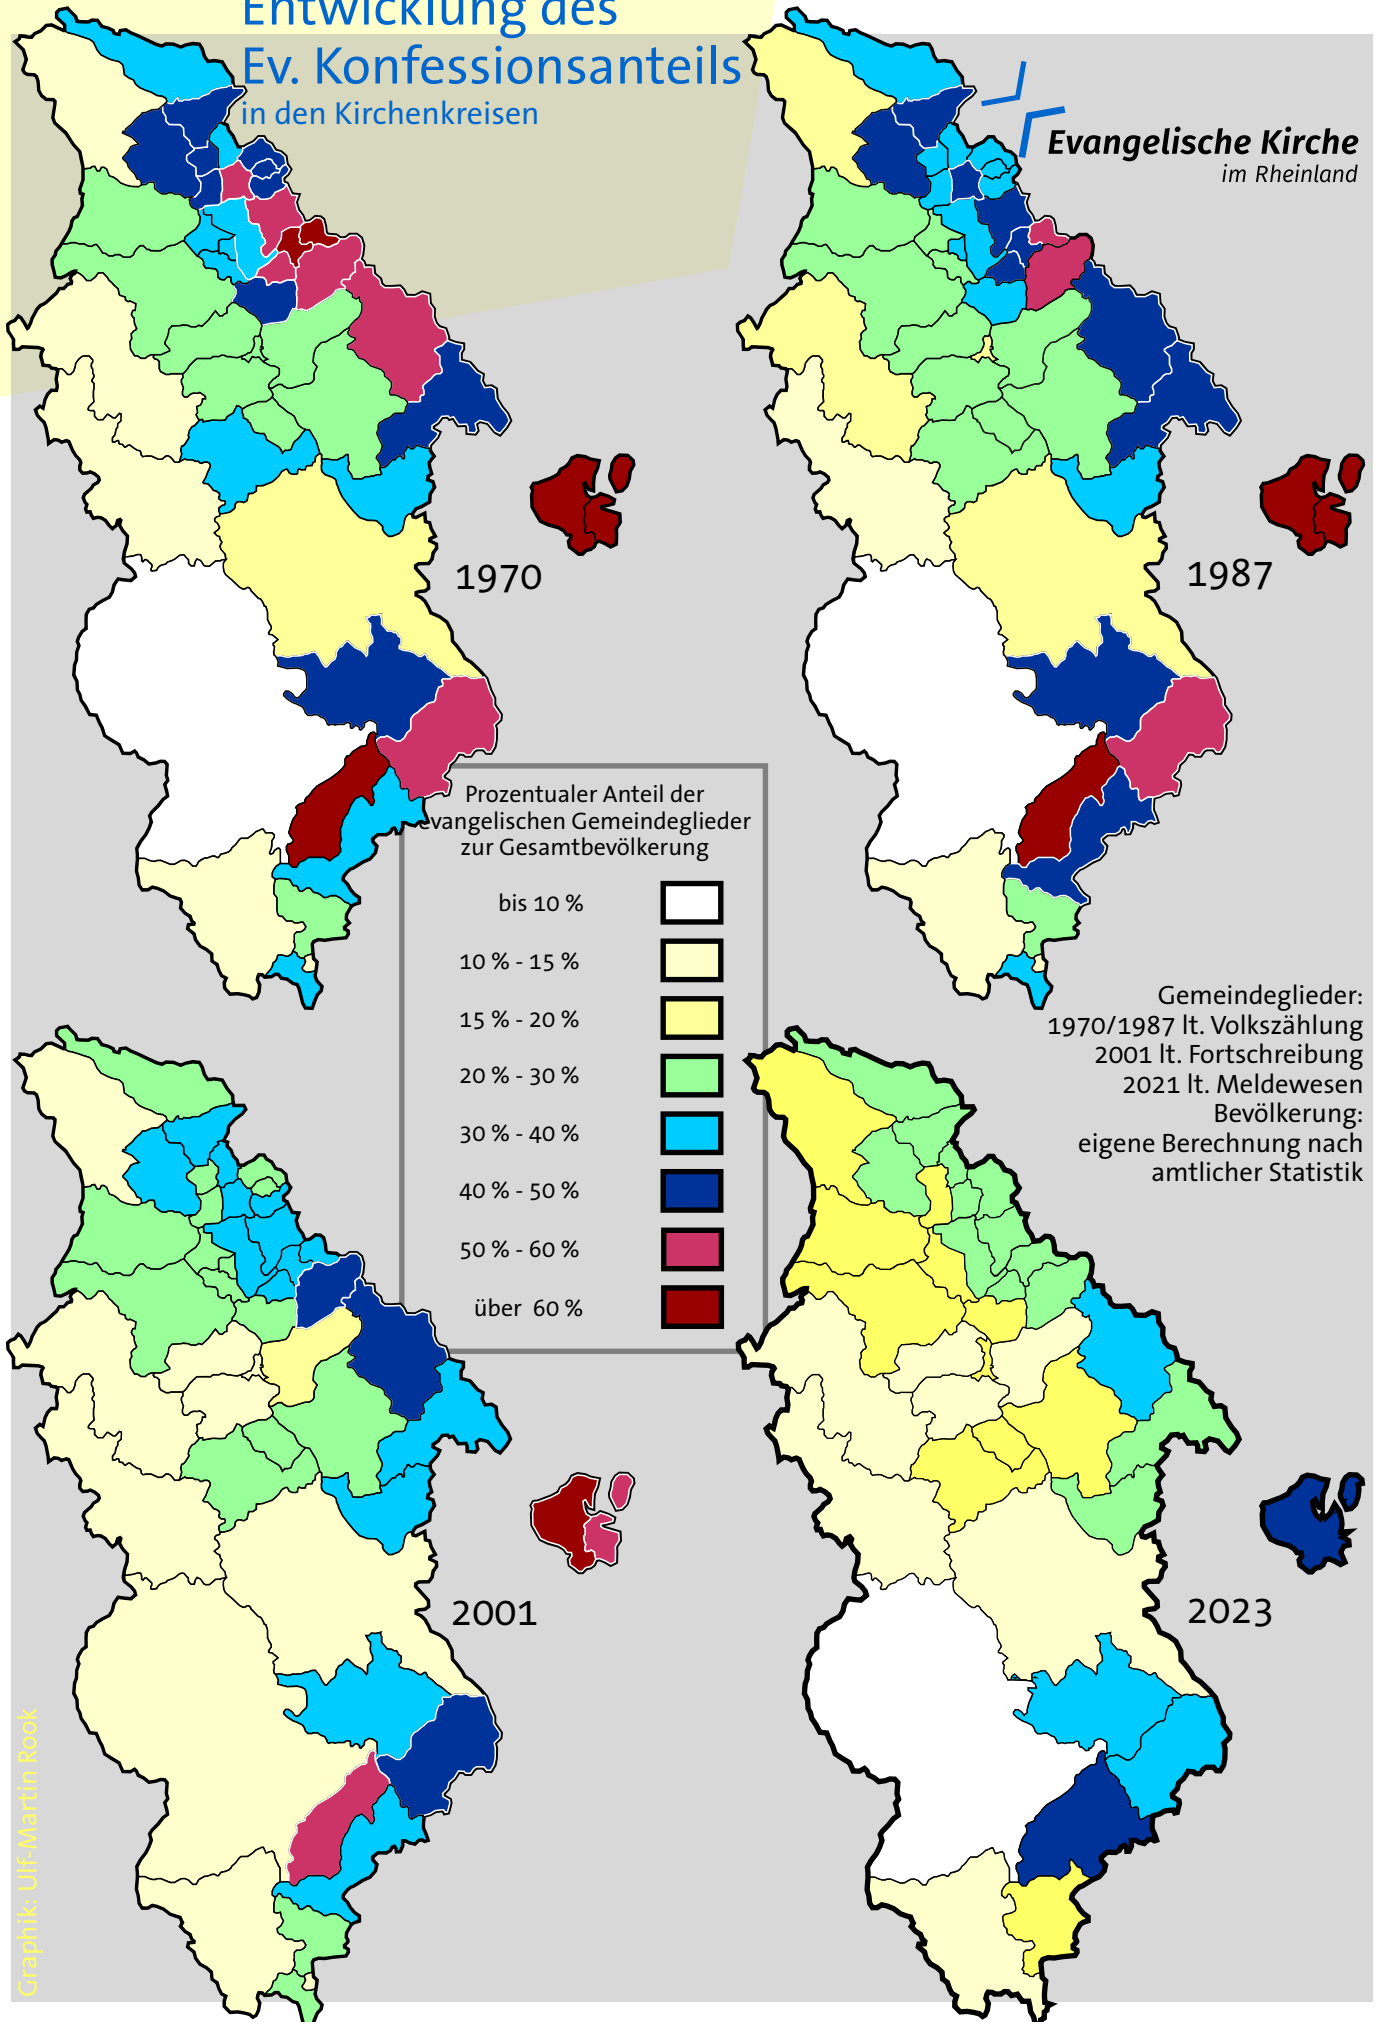 Entwicklung des
Ev. Konfessionsanteils
in den Kirchenkreisen
Evangelische Kirche
im Rheinland
1970
1987
Prozentualer Anteil der
evangelischen Gemeindeglieder
zur Gesamtbevölkerung
bis 10 %
10 % - 15 %
15 % - 20 %
20 % - 30 %
30 % - 40 %
40 % - 50 %
50 % - 60 %
über 60 %
Gemeindeglieder:
1970/1987 lt. Volkszählung
2001 lt. Fortschreibung
2021 lt. Meldewesen
Bevölkerung:
eigene Berechnung nach
amtlicher Statistik
2001
2023
Graphik: Ulf-Martin Rook